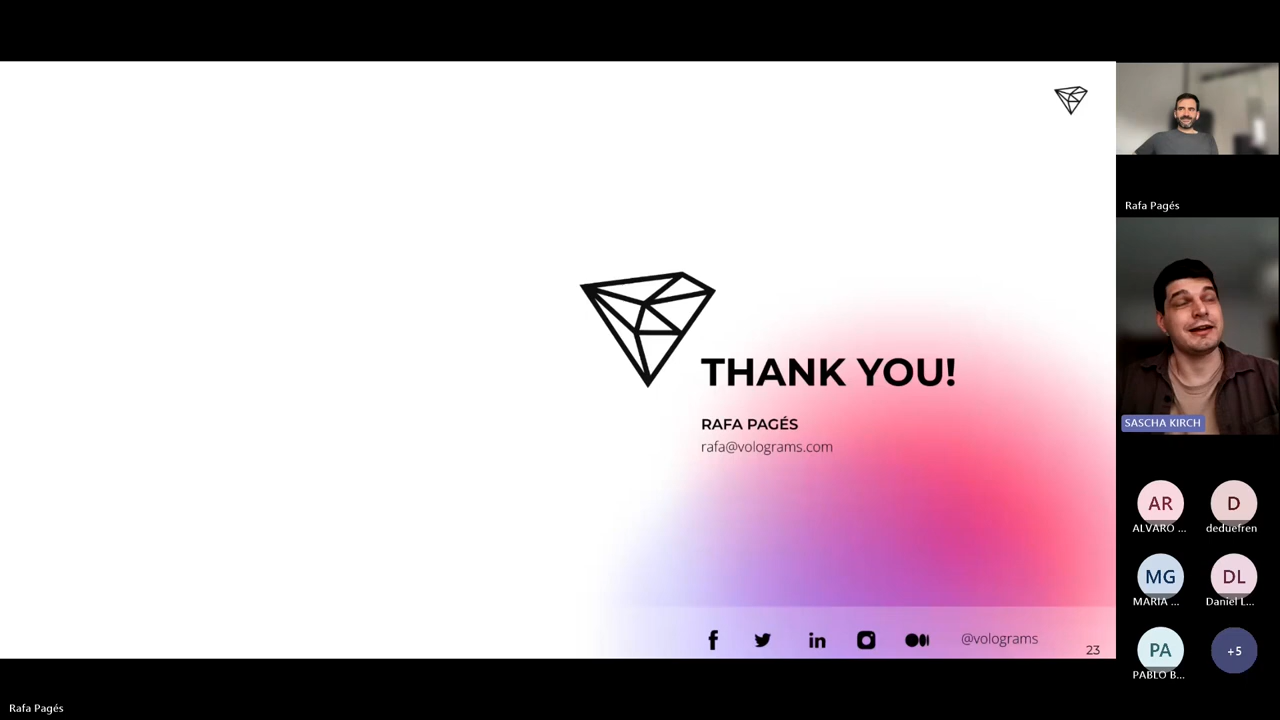 THANK YOU!
RAFA PAGÉS
rafa@volograms.com
@volograms
23
Rafa Pagés
SASCHA KIRCH
AR
D
ALVARO ...
deduefren
MG
DL
MARIA ...
Daniel L...
PA
+5
PABLO B...
Rafa Pagés